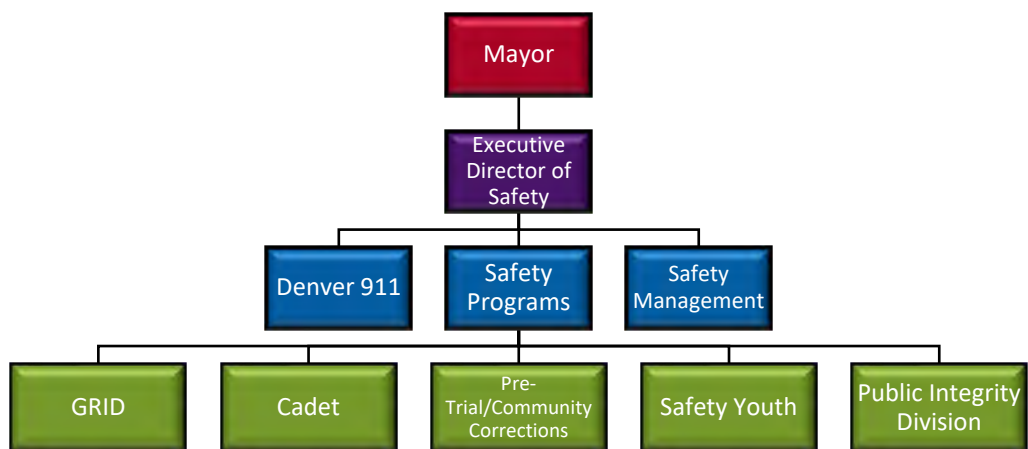 Mayor
Executive
Director of
Safety
Denver 911
Safety
Programs
Safety
Management
GRID
Cadet
Pre-
Trial/Community
Corrections
Safety Youth
Public Integrity
Division